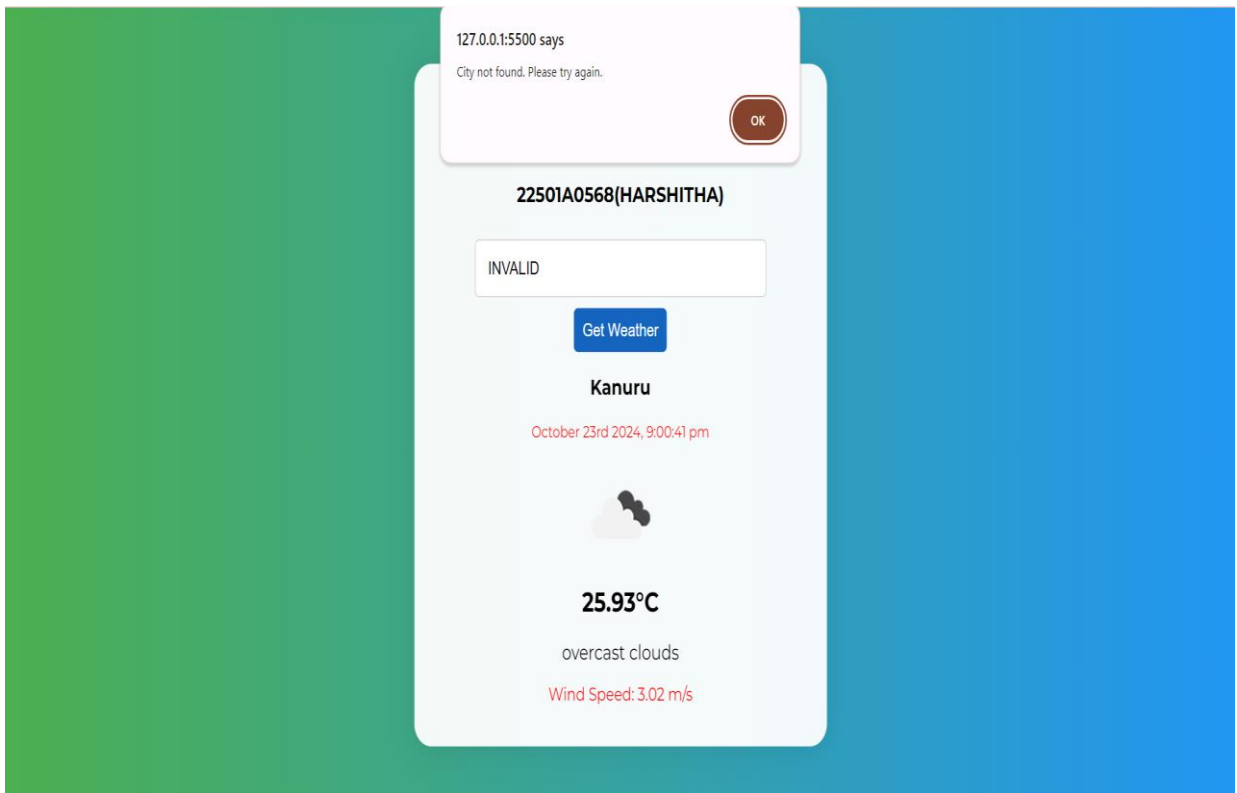 127.0.0.1:5500 says
City not found. Please try again.
OK
22501A0568(HARSHITHA)
INVALID
Get Weather
Kanuru
October 23rd 2024, 9:00:41 pm
25.93°C
overcast clouds
Wind Speed: 3.02 m/s